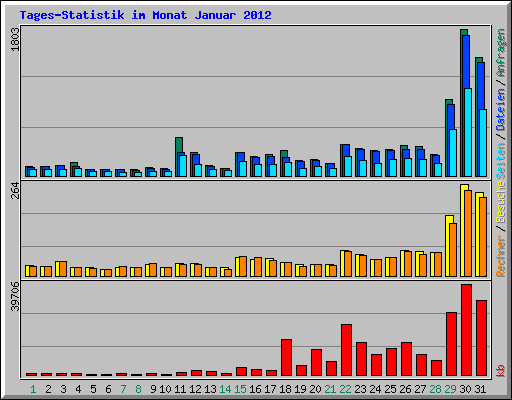 Tages-Statistik im Monat Januar 2012
1803
Seiten / Dateien / Anfragen
264
Rechner / Besuche
39706
kb
1 2 3 4 5 6 7 8 9 10 11 12 13 14 15 16 17 18 19 20 21 22 23 24 25 26 27 28 29 30 31